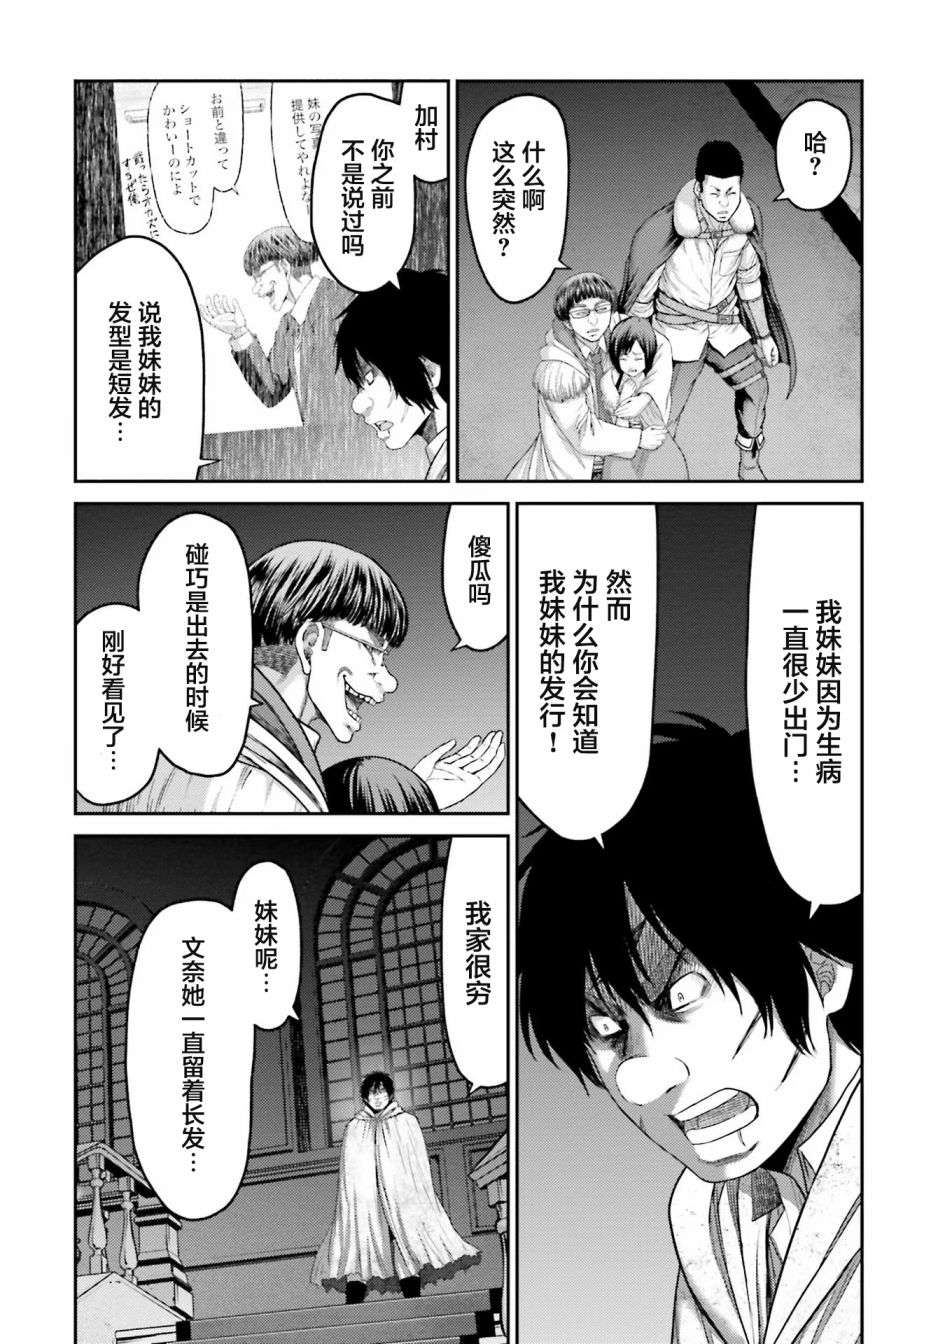 哈？
什么啊
这么突然？
加村
你之前
不是说过吗
妹の写真
提供してやれよな
お前と違って
ショートカットで
かわいーのによ
说我妹妹的
发型是短发…
我妹妹因为生病
一直很少出门…
然而
为什么你会知道
我妹妹的发行！
傻瓜吗
碰巧是出去的时候
刚好看见了…
我家很穷
妹妹呢…
文奈她一直留着长发